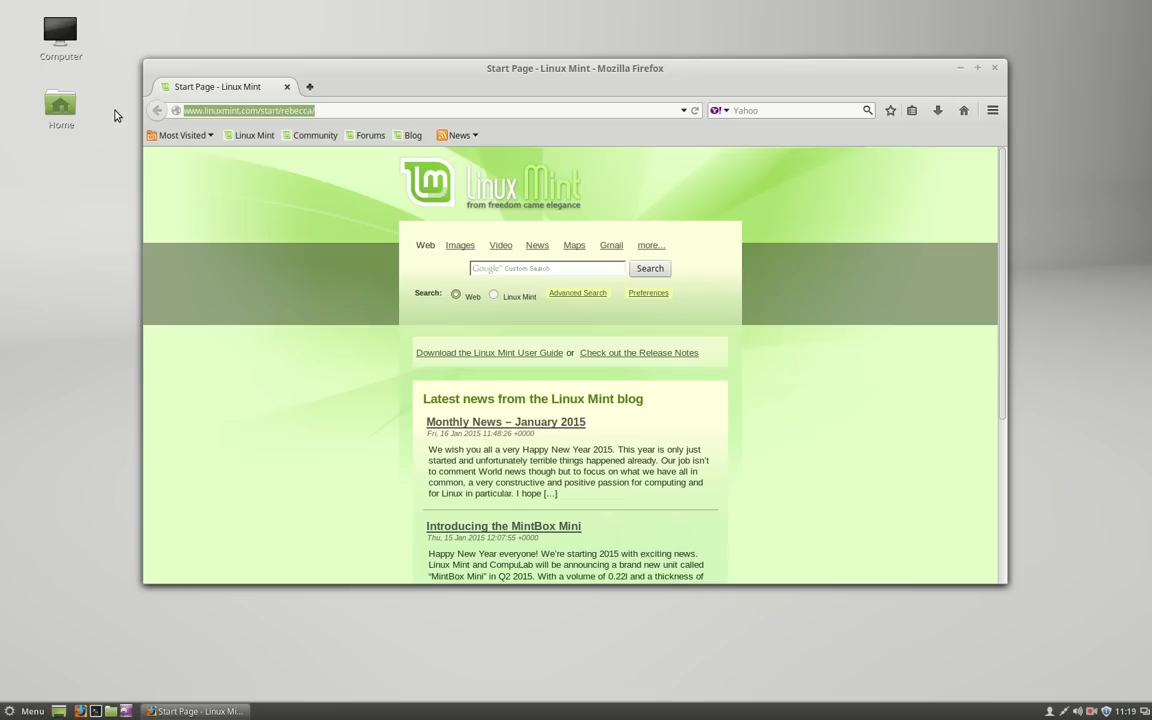 Computer
Home
Start Page - Linux Mint - Mozilla Firefox
Start Page - Linux Mint
www.linuxmint.com/start/rebecca/
Yahoo
Most Visited
Linux Mint
Community
Forums
Blog
News
Linux Mint
from freedom came elegance
Web Images Video News Maps Gmail more...
Google™ Custom Search
Search
Search: Web Linux Mint Advanced Search Preferences
Download the Linux Mint User Guide or Check out the Release Notes
Latest news from the Linux Mint blog
Monthly News – January 2015
Fri, 16 Jan 2015 11:48:26 +0000
We wish you all a very Happy New Year 2015. This year is only just
started and unfortunately terrible things happened already. Our job isn't
to comment World news though but to focus on what we have all in
common, a very constructive and positive passion for computing and
for Linux in particular. I hope [...]
Introducing the MintBox Mini
Thu, 15 Jan 2015 12:07:55 +0000
Happy New Year everyone! We're starting 2015 with exciting news.
Linux Mint and CompuLab will be announcing a brand new unit called
“MintBox Mini” in Q2 2015. With a volume of 0.22l and a thickness of
Menu
Start Page - Linux Mi...
11:19